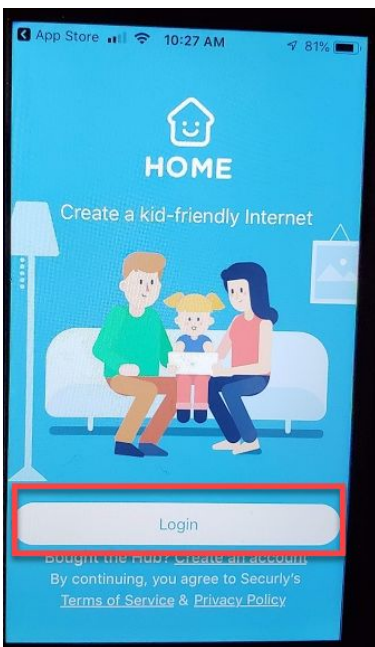 App Store 10:27 AM 81%
HOME
Create a kid-friendly Internet
Login
Bought the Hub? Create an account
By continuing, you agree to Securly's
Terms of Service & Privacy Policy